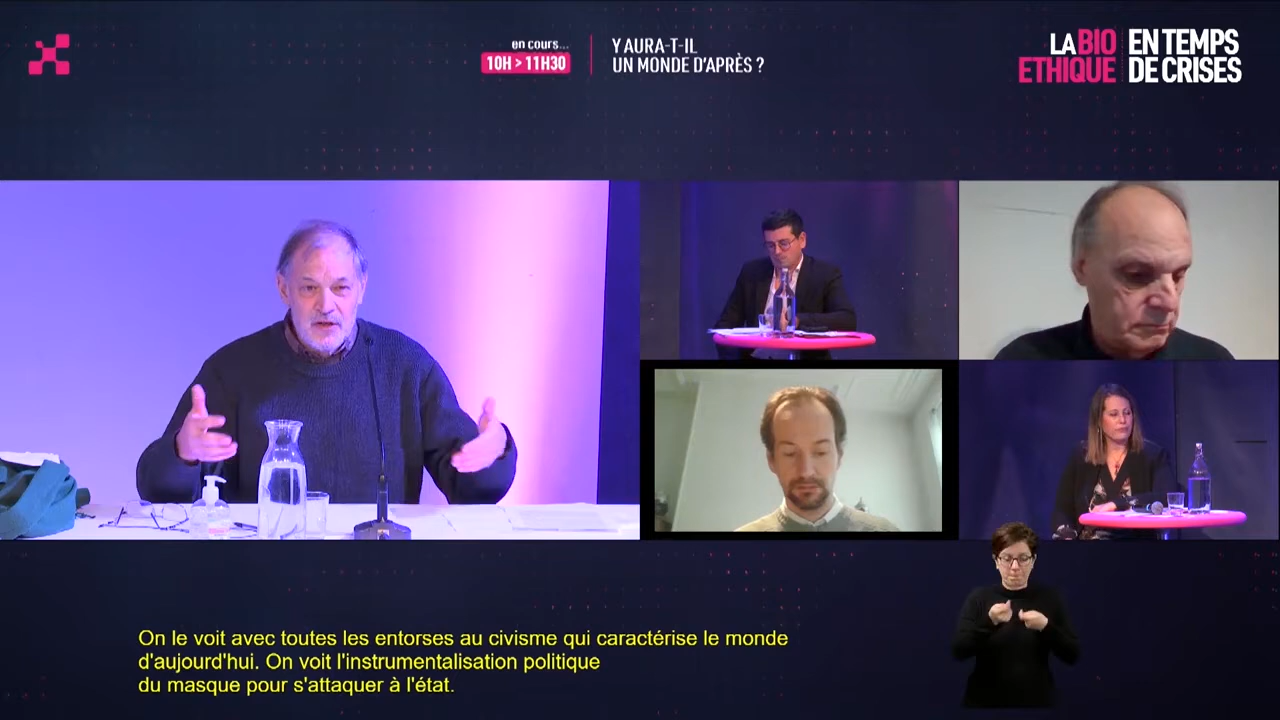 en cours...
10H > 11H30
Y AURA-T-IL
UN MONDE D'APRÈS ?
LA BIO
ETHIQUE
EN TEMPS
DE CRISES
On le voit avec toutes les entorses au civisme qui caractérise le monde
d'aujourd'hui. On voit l'instrumentalisation politique
du masque pour s'attaquer à l'état.